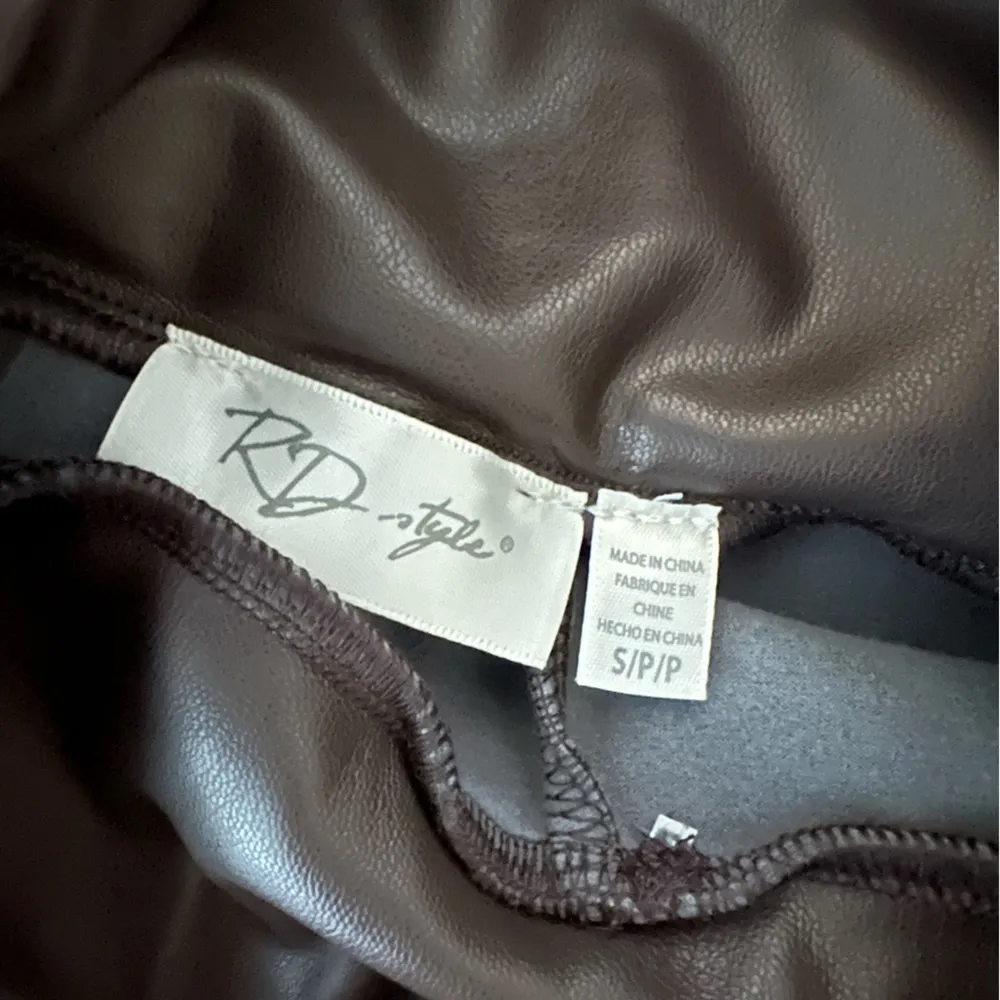 RD style®
MADE IN CHINA
FABRIQUE EN
CHINE
HECHO EN CHINA
S/P/P